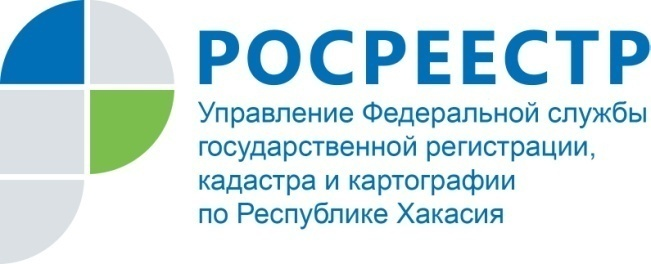 РОСРЕЕСТР
Управление Федеральной службы
государственной регистрации,
кадастра и картографии
по Республике Хакасия